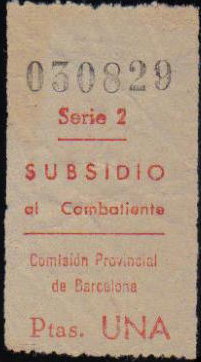 030829
Serie 2
SUBSIDIO
al Combatiente
Comisión Provincial
de Barcelona
Ptas. UNA